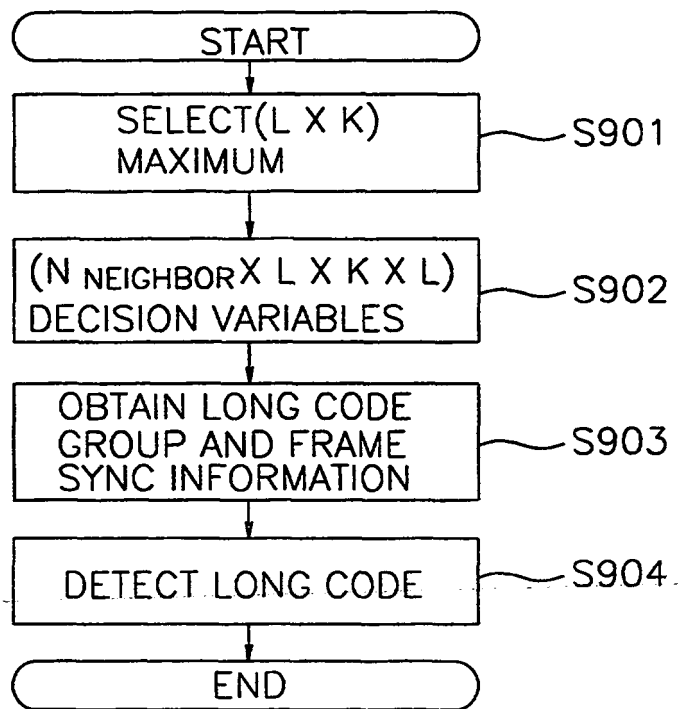 START
SELECT(L X K)
MAXIMUM
S901
(N NEIGHBOR X L X K X L)
DECISION VARIABLES
S902
OBTAIN LONG CODE
GROUP AND FRAME
SYNC INFORMATION
S903
DETECT LONG CODE
S904
END